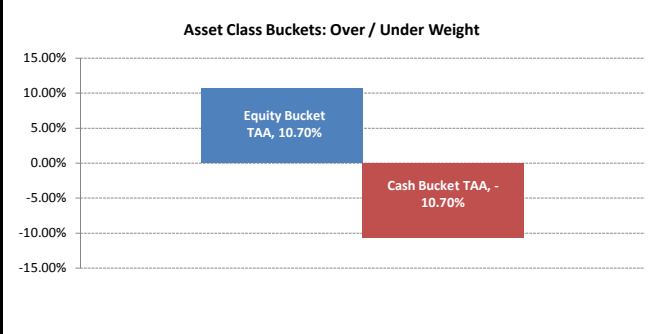 Asset Class Buckets: Over / Under Weight
15.00%
10.00%
5.00%
0.00%
-5.00%
-10.00%
-15.00%
Equity Bucket
TAA, 10.70%
Cash Bucket TAA, -
10.70%